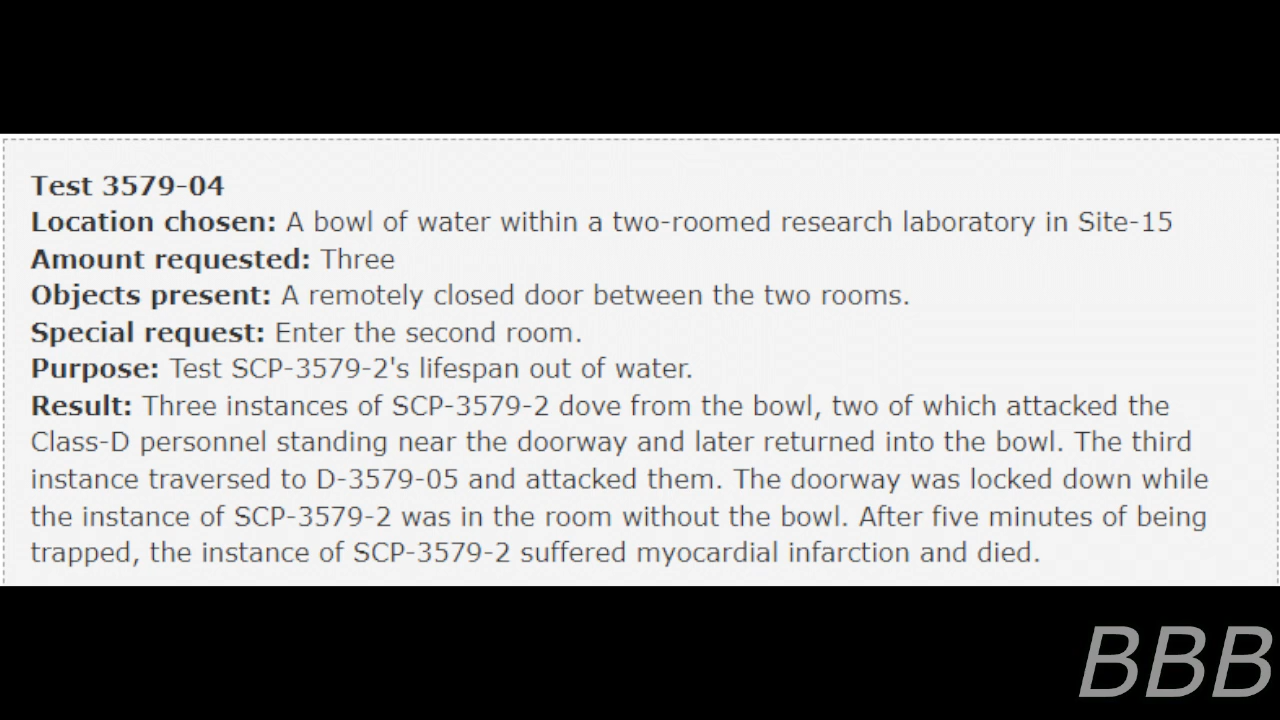 Test 3579-04
Location chosen: A bowl of water within a two-roomed research laboratory in Site-15
Amount requested: Three
Objects present: A remotely closed door between the two rooms.
Special request: Enter the second room.
Purpose: Test SCP-3579-2's lifespan out of water.
Result: Three instances of SCP-3579-2 dove from the bowl, two of which attacked the
Class-D personnel standing near the doorway and later returned into the bowl. The third
instance traversed to D-3579-05 and attacked them. The doorway was locked down while
the instance of SCP-3579-2 was in the room without the bowl. After five minutes of being
trapped, the instance of SCP-3579-2 suffered myocardial infarction and died.
BBB